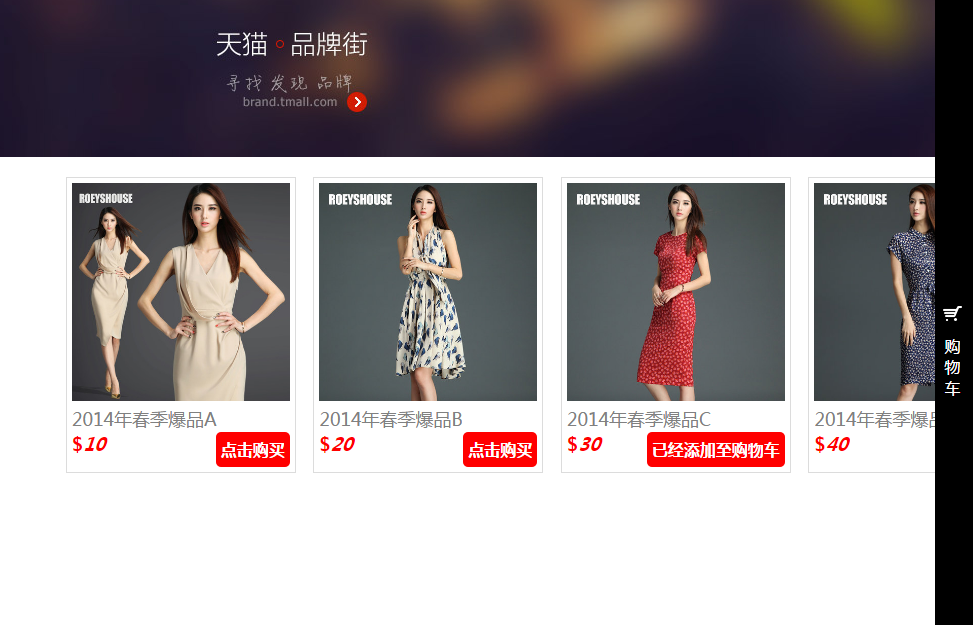 天猫 品牌街
寻找 发现 品牌
brand.tmall.com
ROEYSHOUSE
ROEYSHOUSE
ROEYSHOUSE
ROEYSHOUSE
2014年春季爆品A
$10
点击购买
2014年春季爆品B
$20
点击购买
2014年春季爆品C
$30
已经添加至购物车
2014年春季爆品
$40
购
物
车